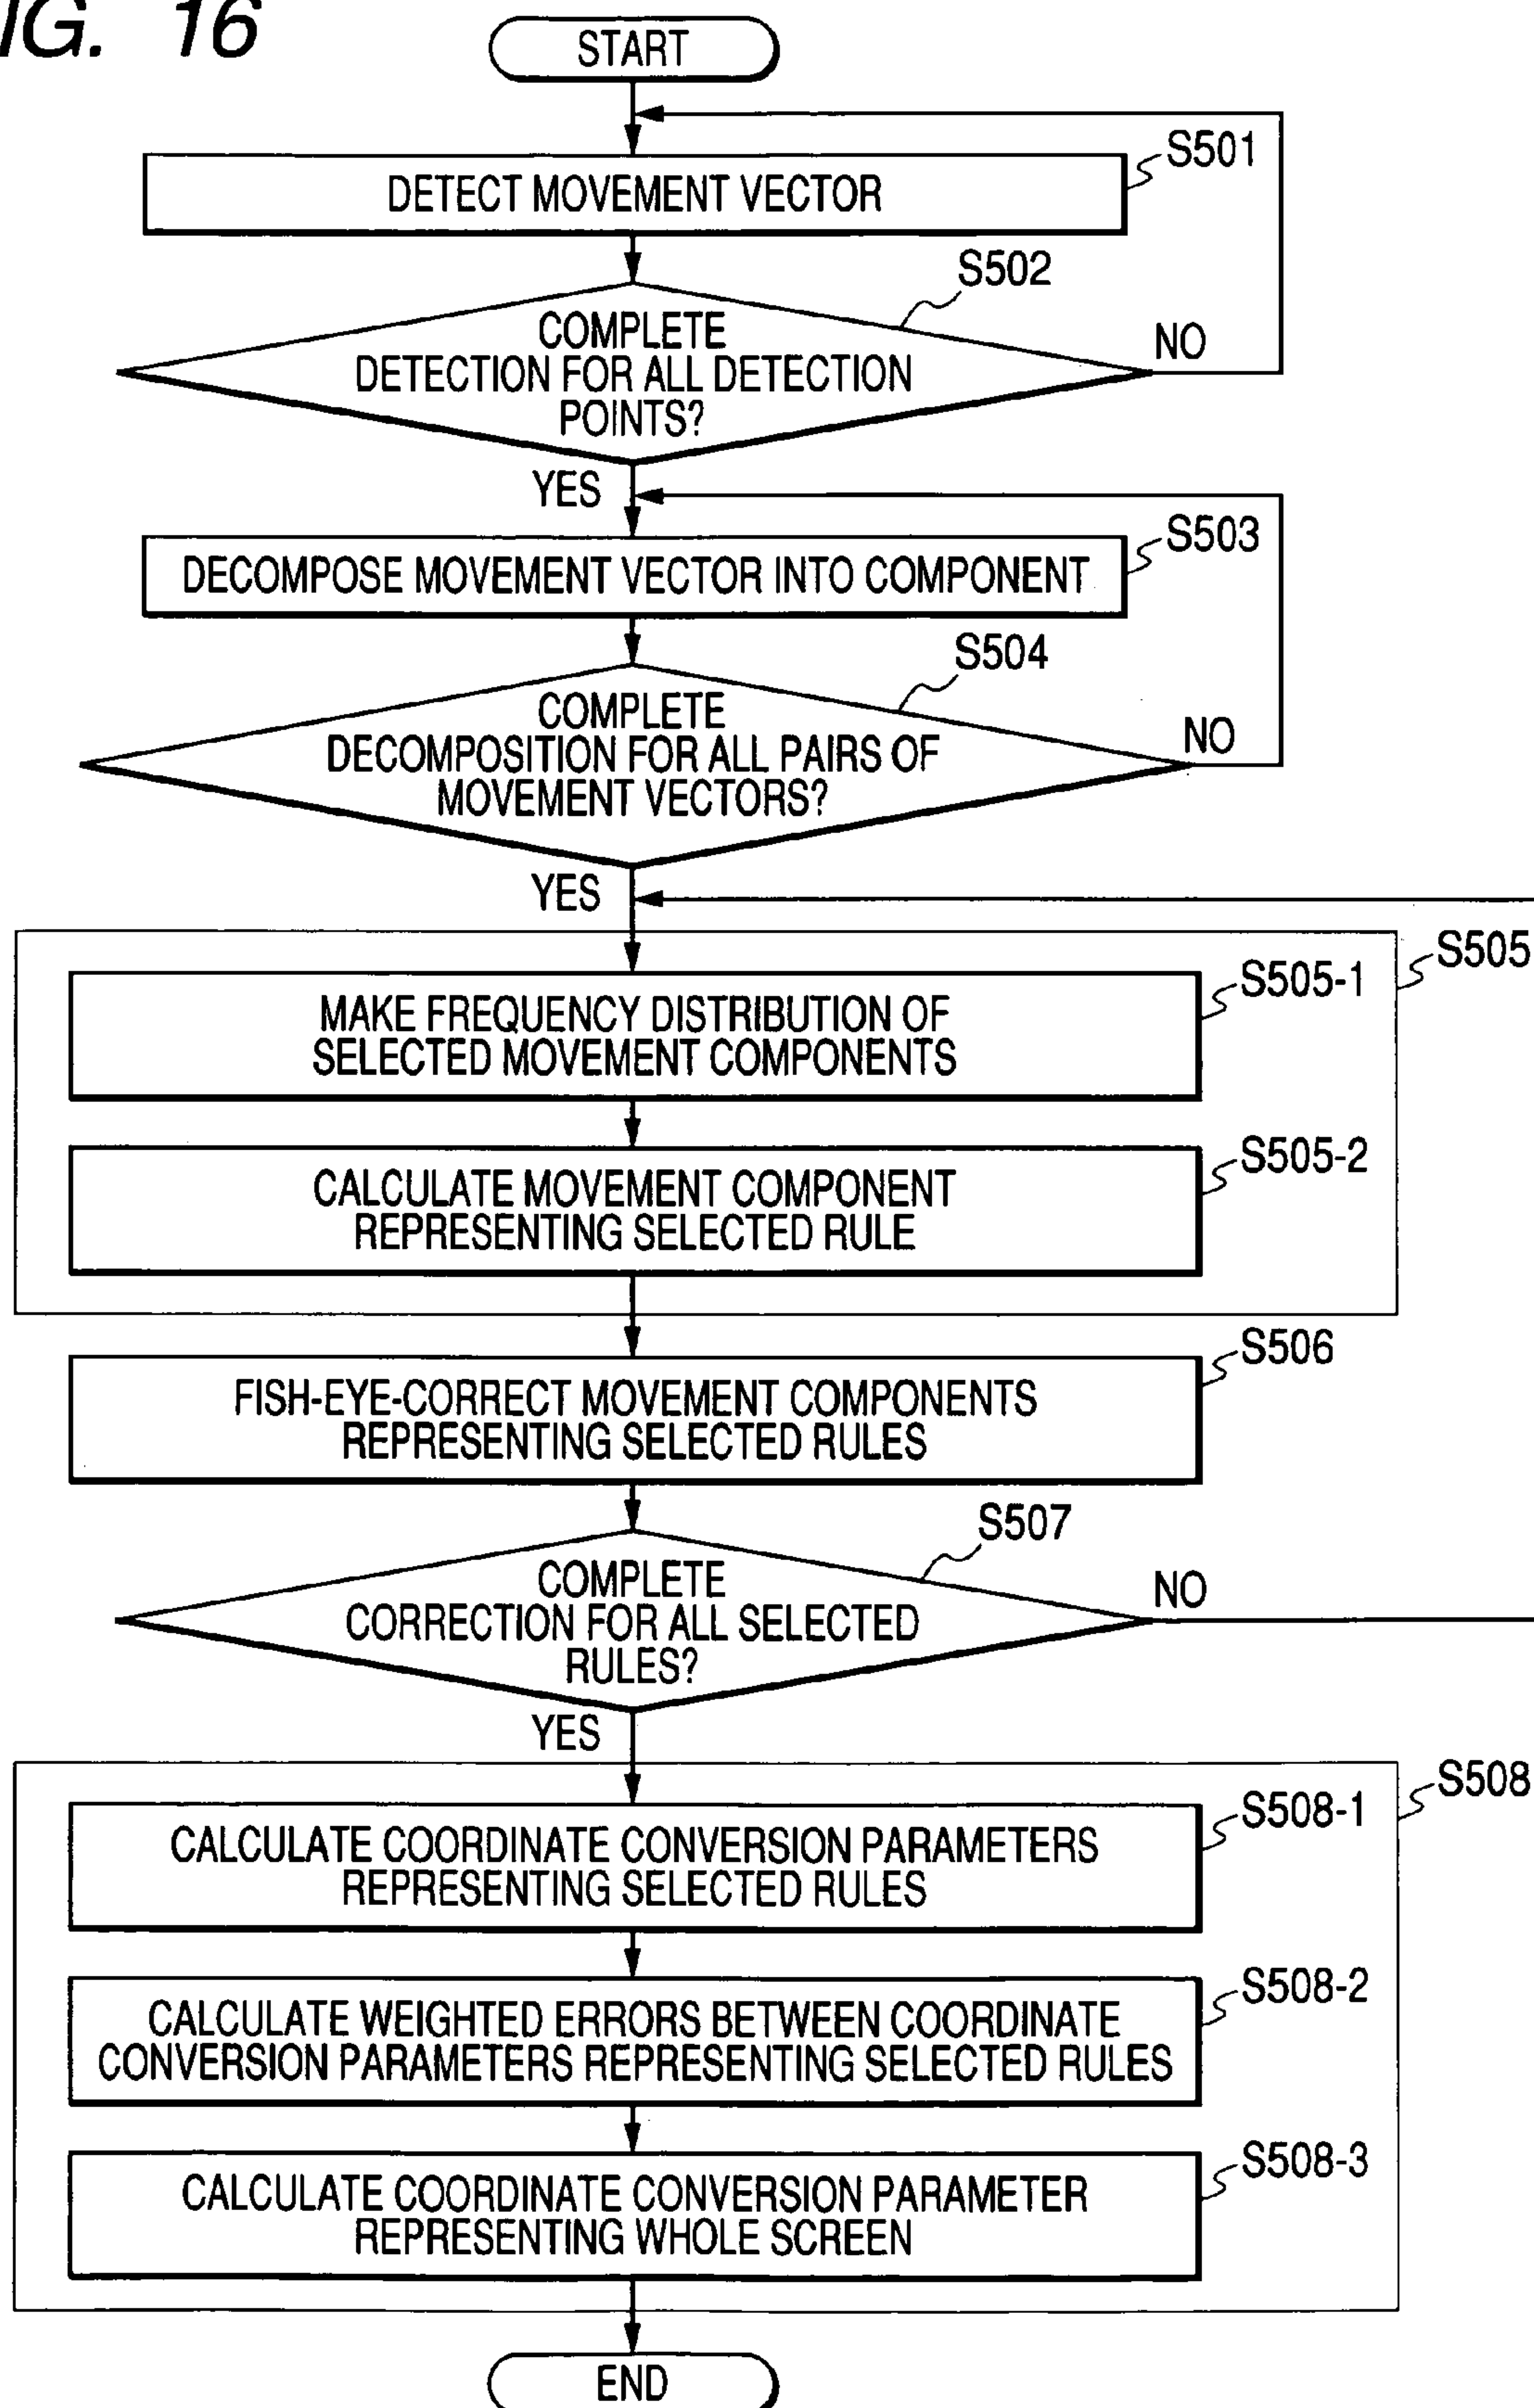 IG. 16
START
S501
DETECT MOVEMENT VECTOR
S502
COMPLETE
DETECTION FOR ALL DETECTION
POINTS?
NO
YES
S503
DECOMPOSE MOVEMENT VECTOR INTO COMPONENT
S504
COMPLETE
DECOMPOSITION FOR ALL PAIRS OF
MOVEMENT VECTORS?
NO
YES
S505
S505-1
MAKE FREQUENCY DISTRIBUTION OF
SELECTED MOVEMENT COMPONENTS
S505-2
CALCULATE MOVEMENT COMPONENT
REPRESENTING SELECTED RULE
S506
FISH-EYE-CORRECT MOVEMENT COMPONENTS
REPRESENTING SELECTED RULES
S507
COMPLETE
CORRECTION FOR ALL SELECTED
RULES?
NO
YES
S508
S508-1
CALCULATE COORDINATE CONVERSION PARAMETERS
REPRESENTING SELECTED RULES
S508-2
CALCULATE WEIGHTED ERRORS BETWEEN COORDINATE
CONVERSION PARAMETERS REPRESENTING SELECTED RULES
S508-3
CALCULATE COORDINATE CONVERSION PARAMETER
REPRESENTING WHOLE SCREEN
END